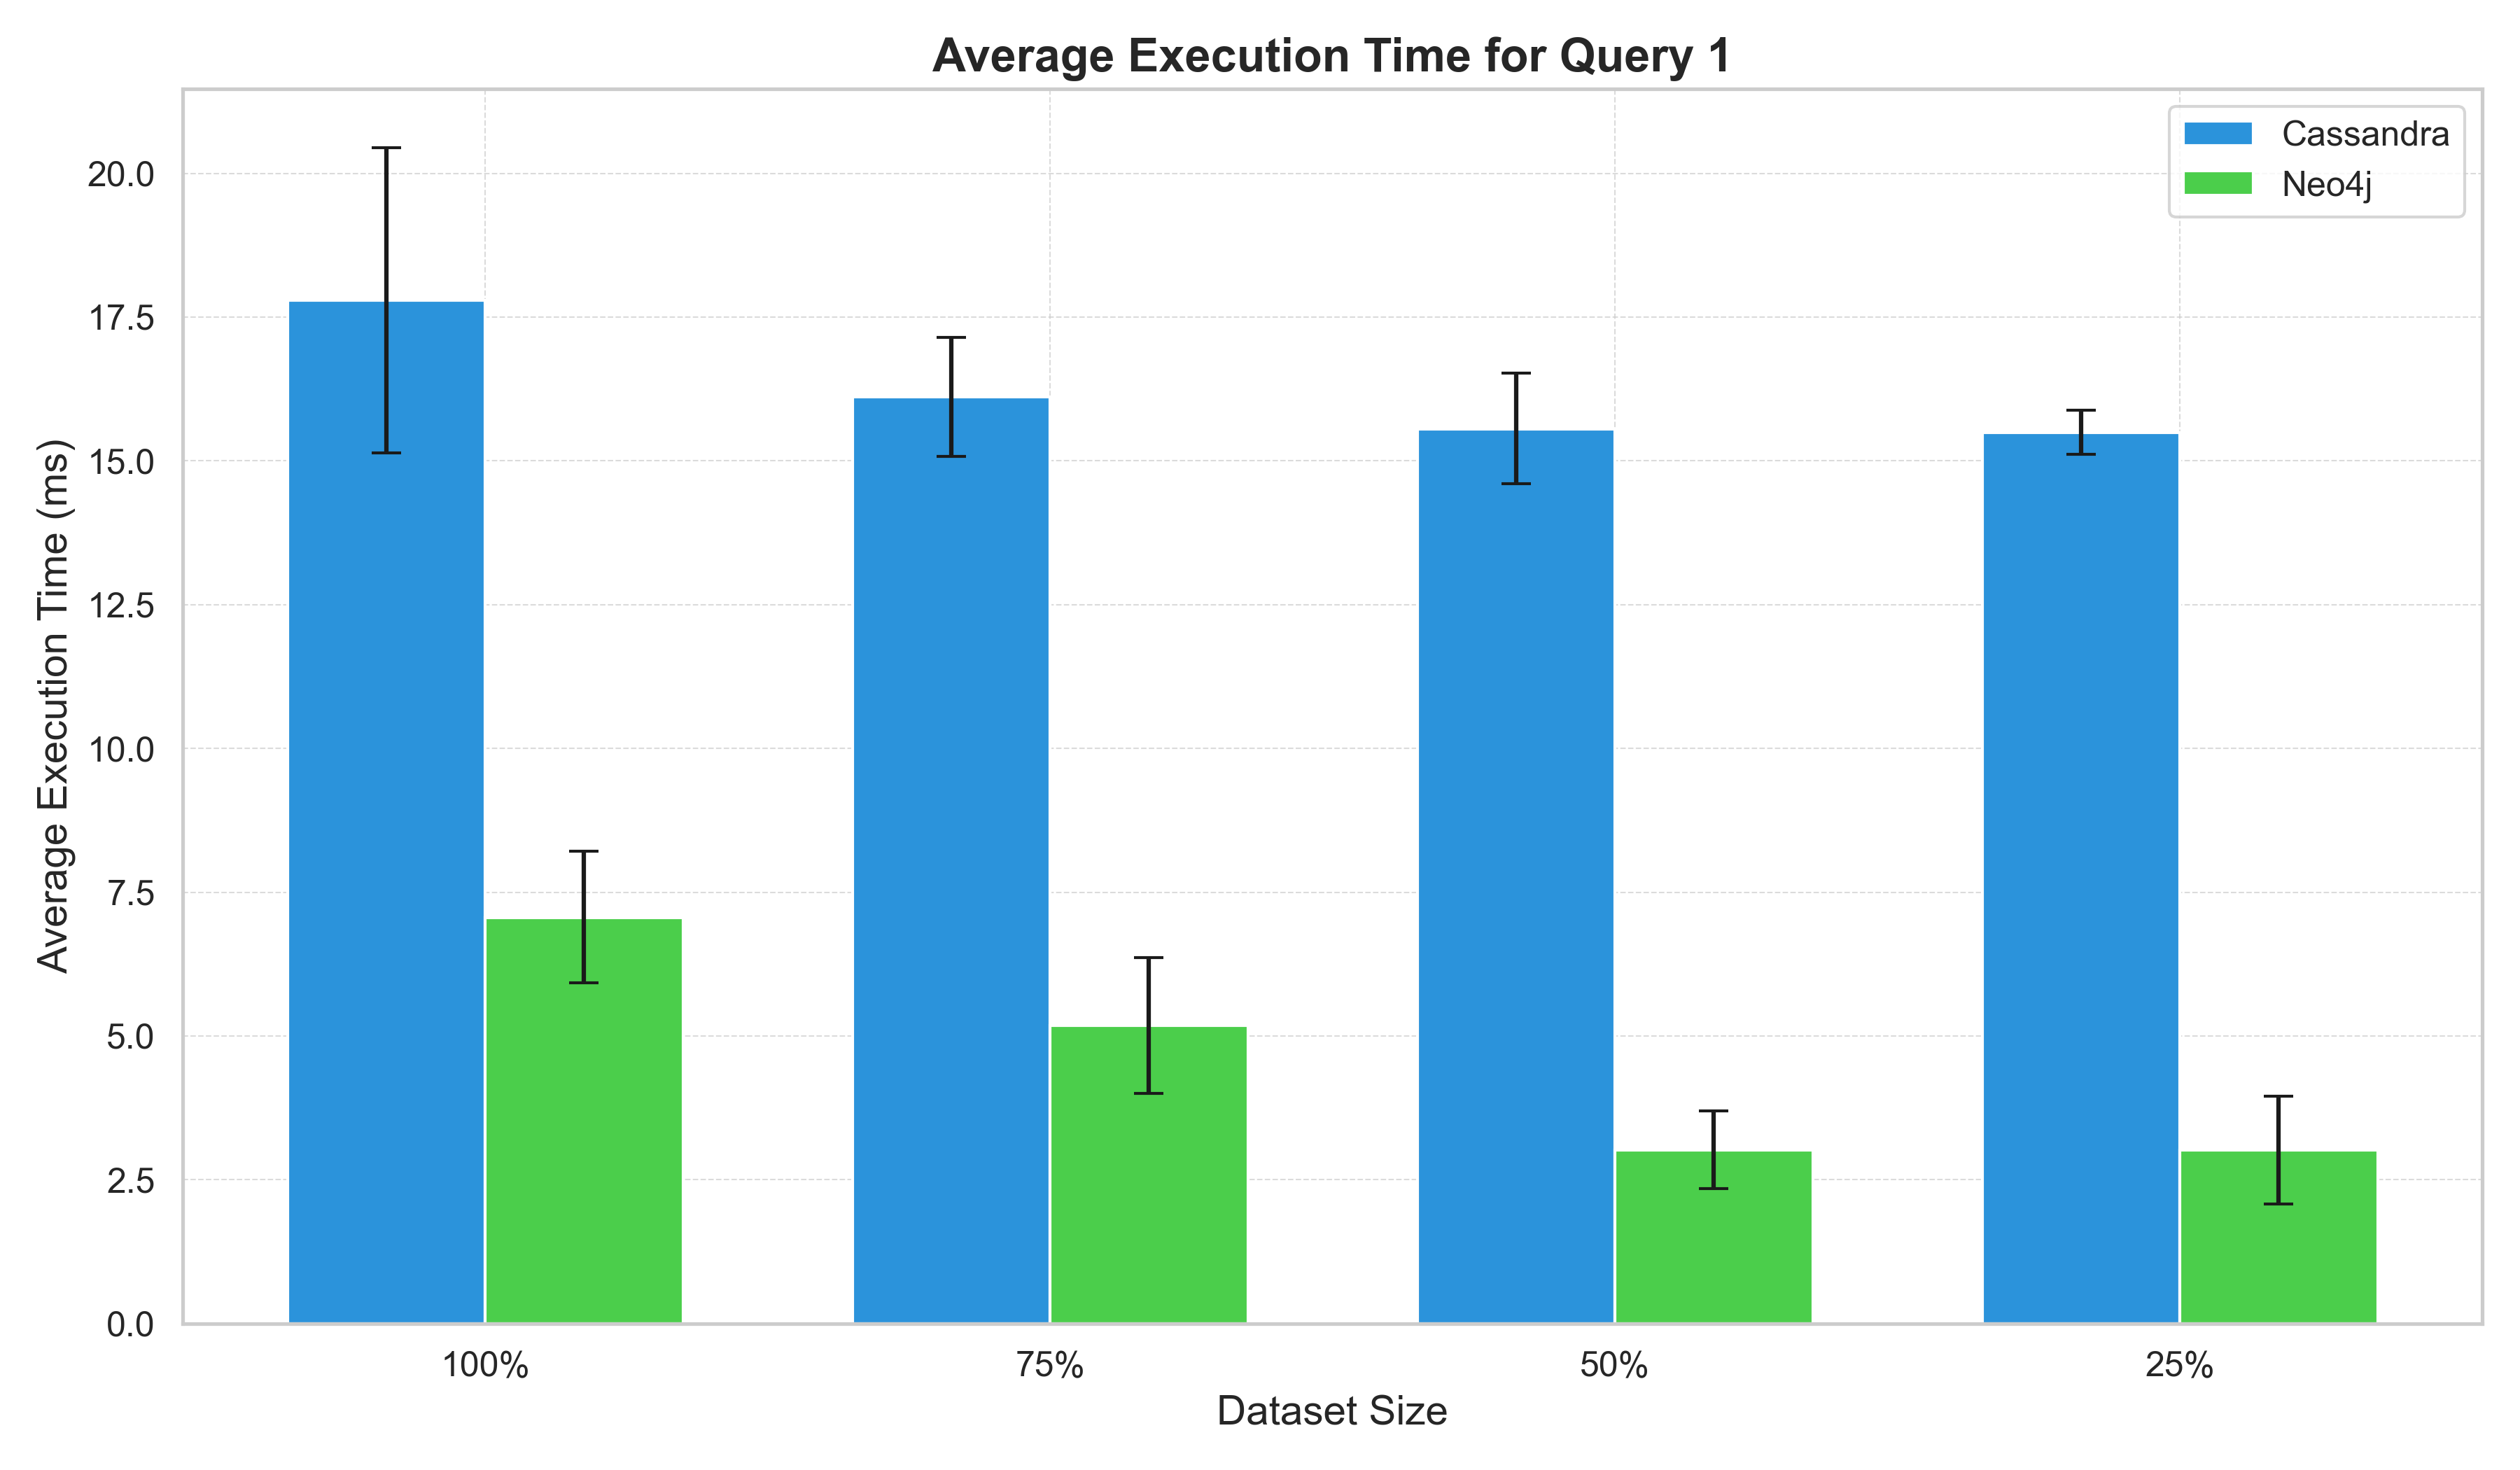 Average Execution Time for Query 1
Cassandra
Neo4j
Average Execution Time (ms)
20.0
17.5
15.0
12.5
10.0
7.5
5.0
2.5
0.0
100%
75%
50%
25%
Dataset Size